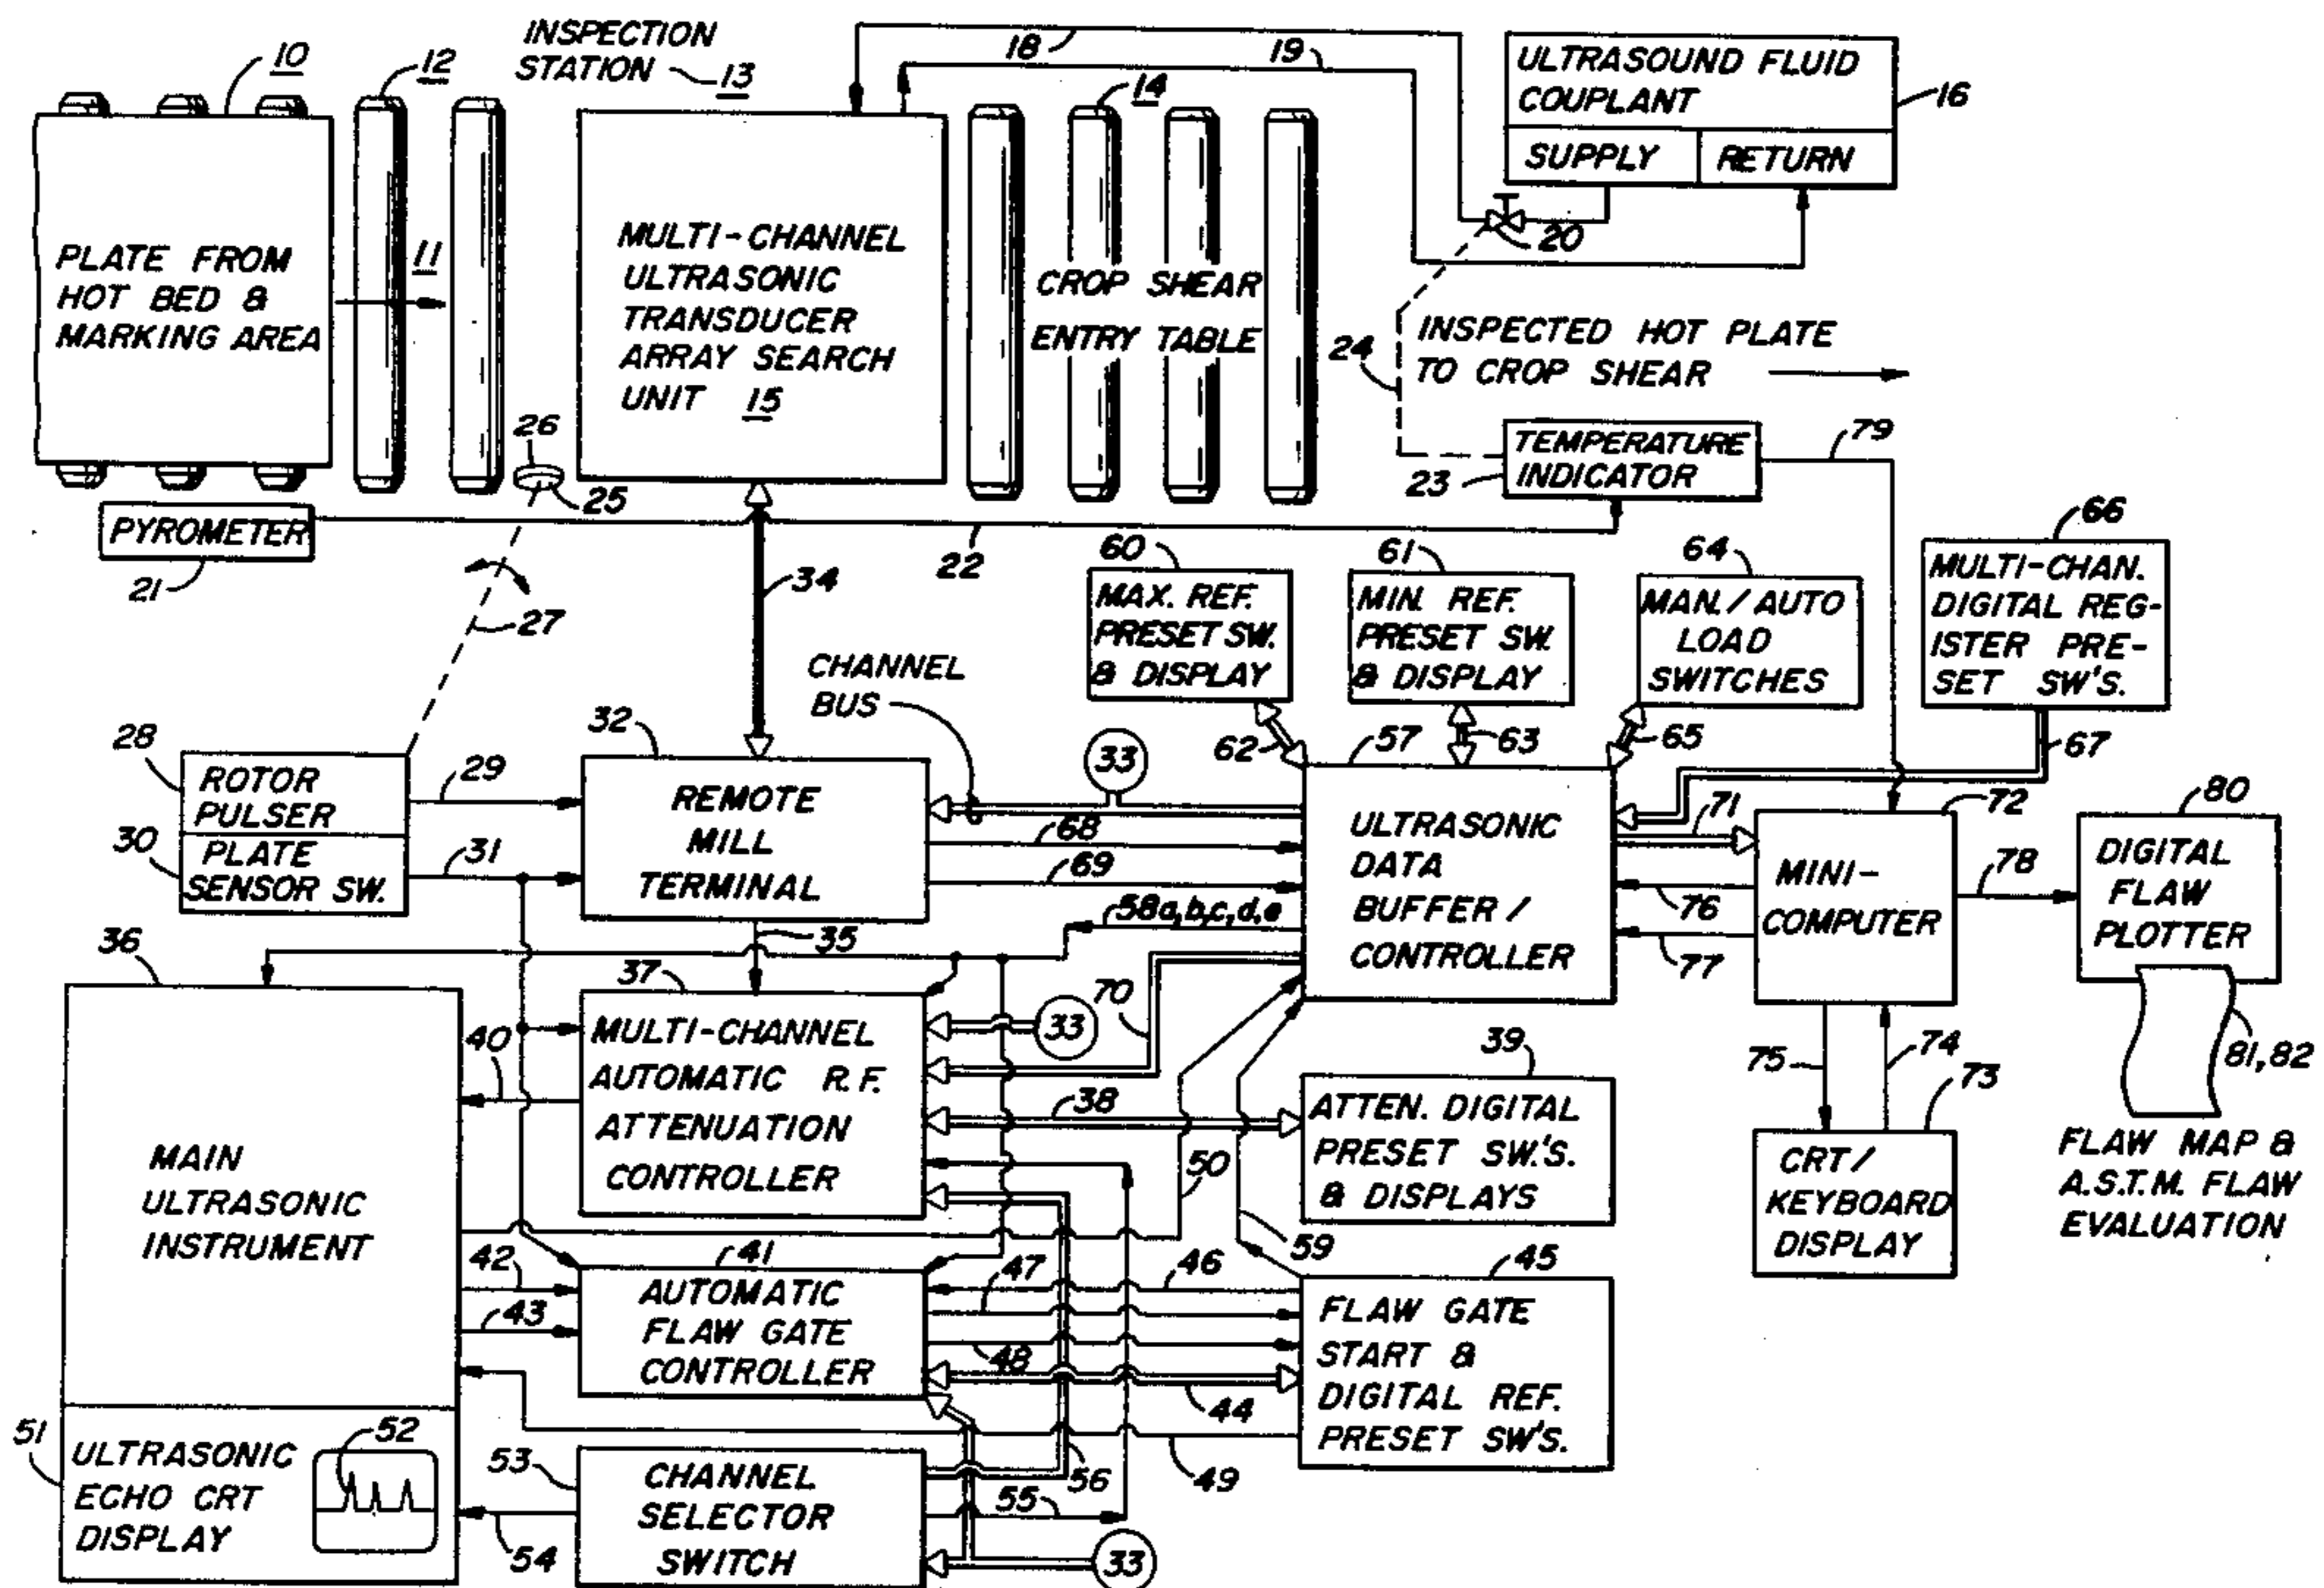 10
12
INSPECTION
STATION 13
18
19
14
ULTRASOUND FLUID
COUPLANT
SUPPLY
RETURN
16
20
PLATE FROM
HOT BED &
MARKING AREA
11
MULTI-CHANNEL
ULTRASONIC
TRANSDUCER
ARRAY SEARCH
UNIT 15
CROP SHEAR
ENTRY TABLE
24
INSPECTED HOT PLATE
TO CROP SHEAR
26
25
TEMPERATURE
INDICATOR
23
79
PYROMETER
21
22
27
34
60
MAX. REF.
PRESET SW.
& DISPLAY
61
MIN. REF.
PRESET SW.
& DISPLAY
64
MAN./AUTO
LOAD
SWITCHES
66
MULTI-CHAN.
DIGITAL REG-
ISTER PRE-
SET SW'S.
CHANNEL
BUS
62
63
65
67
28
ROTOR
PULSER
29
30
PLATE
SENSOR SW.
31
32
REMOTE
MILL
TERMINAL
33
68
69
58a,b,c,d,e
57
ULTRASONIC
DATA
BUFFER/
CONTROLLER
71
76
77
72
MINI-
COMPUTER
78
80
DIGITAL
FLAW
PLOTTER
81,82
FLAW MAP &
A.S.T.M. FLAW
EVALUATION
35
36
MAIN
ULTRASONIC
INSTRUMENT
37
MULTI-CHANNEL
AUTOMATIC R.F.
ATTENUATION
CONTROLLER
33
70
40
38
39
ATTEN. DIGITAL
PRESET SW.'S.
& DISPLAYS
75
74
73
CRT/
KEYBOARD
DISPLAY
50
59
42
43
41
AUTOMATIC
FLAW GATE
CONTROLLER
47
46
48
44
45
FLAW GATE
START &
DIGITAL REF.
PRESET SW'S.
49
51
ULTRASONIC
ECHO CRT
DISPLAY
52
53
CHANNEL
SELECTOR
SWITCH
54
55
56
33